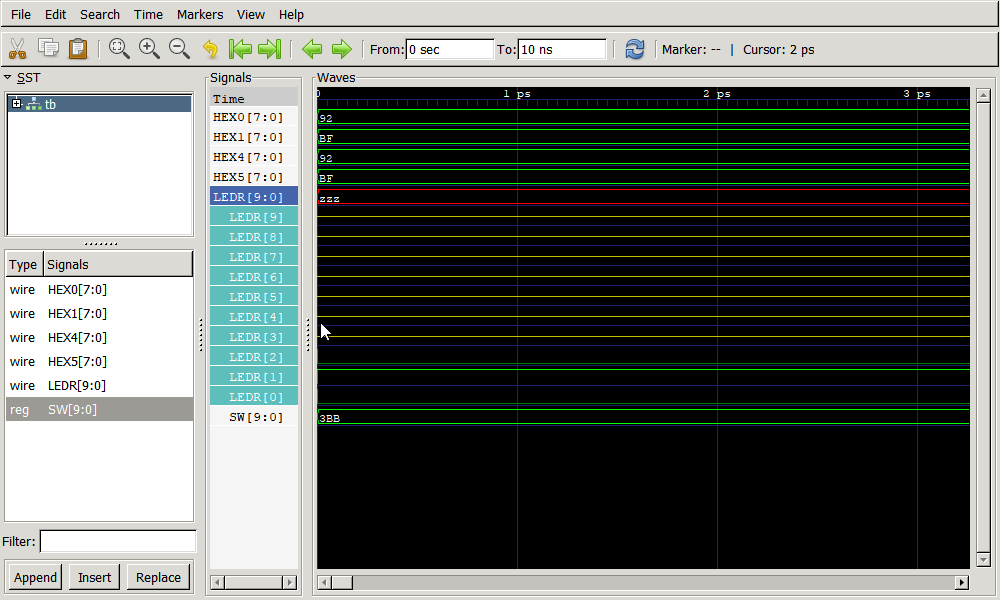 File Edit Search Time Markers View Help
From: 0 sec To: 10 ns Marker: -- | Cursor: 2 ps
SST
tb
Type Signals
wire HEX0[7:0]
wire HEX1[7:0]
wire HEX4[7:0]
wire HEX5[7:0]
wire LEDR[9:0]
reg SW[9:0]
Filter:
Append Insert Replace
Signals
Time
HEX0[7:0]
HEX1[7:0]
HEX4[7:0]
HEX5[7:0]
LEDR[9:0]
LEDR[9]
LEDR[8]
LEDR[7]
LEDR[6]
LEDR[5]
LEDR[4]
LEDR[3]
LEDR[2]
LEDR[1]
LEDR[0]
SW[9:0]
Waves
0 1 ps 2 ps 3 ps
92
BF
92
BF
zzz
3BB